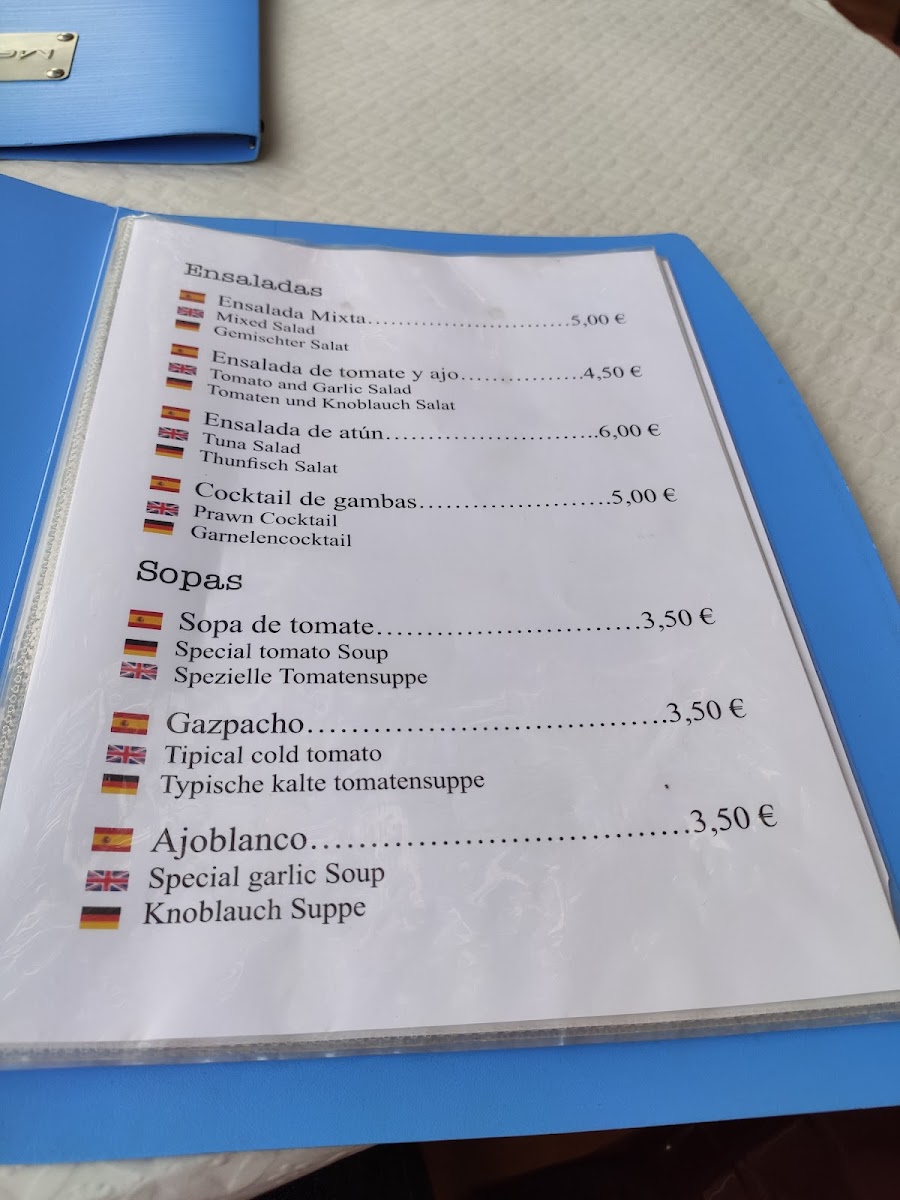 Ensaladas
Ensalada Mixta..............................5,00 €
Mixed Salad
Gemischter Salat
Ensalada de tomate y ajo.................4,50 €
Tomato and Garlic Salad
Tomaten und Knoblauch Salat
Ensalada de atún.............................6,00 €
Tuna Salad
Thunfisch Salat
Cocktail de gambas.........................5,00 €
Prawn Cocktail
Garnelencocktail
Sopas
Sopa de tomate..............................3,50 €
Special tomato Soup
Spezielle Tomatensuppe
Gazpacho.....................................3,50 €
Tipical cold tomato
Typische kalte tomatensuppe
Ajoblanco....................................3,50 €
Special garlic Soup
Knoblauch Suppe